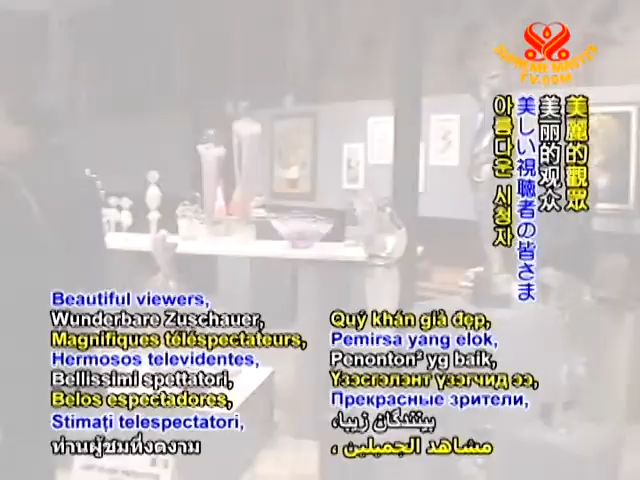 SUPREME MASTER
TV.COM
美麗的觀眾
美丽的观众
美しい視聴者の皆さま
아름다운 시청자
Beautiful viewers,
Wunderbare Zuschauer,
Magnifiques téléspectateurs,
Hermosos televidentes,
Bellissimi spettatori,
Belos espectadores,
Stimați telespectatori,
ท่านผู้ชมที่งดงาม
Quý khán giả đẹp,
Pemirsa yang elok,
Penonton² yg baik,
Үзэсгэлэнт үзэгчид ээ,
Прекрасные зрители,
بینندگان زیبا،
مشاهد الجميلين ،